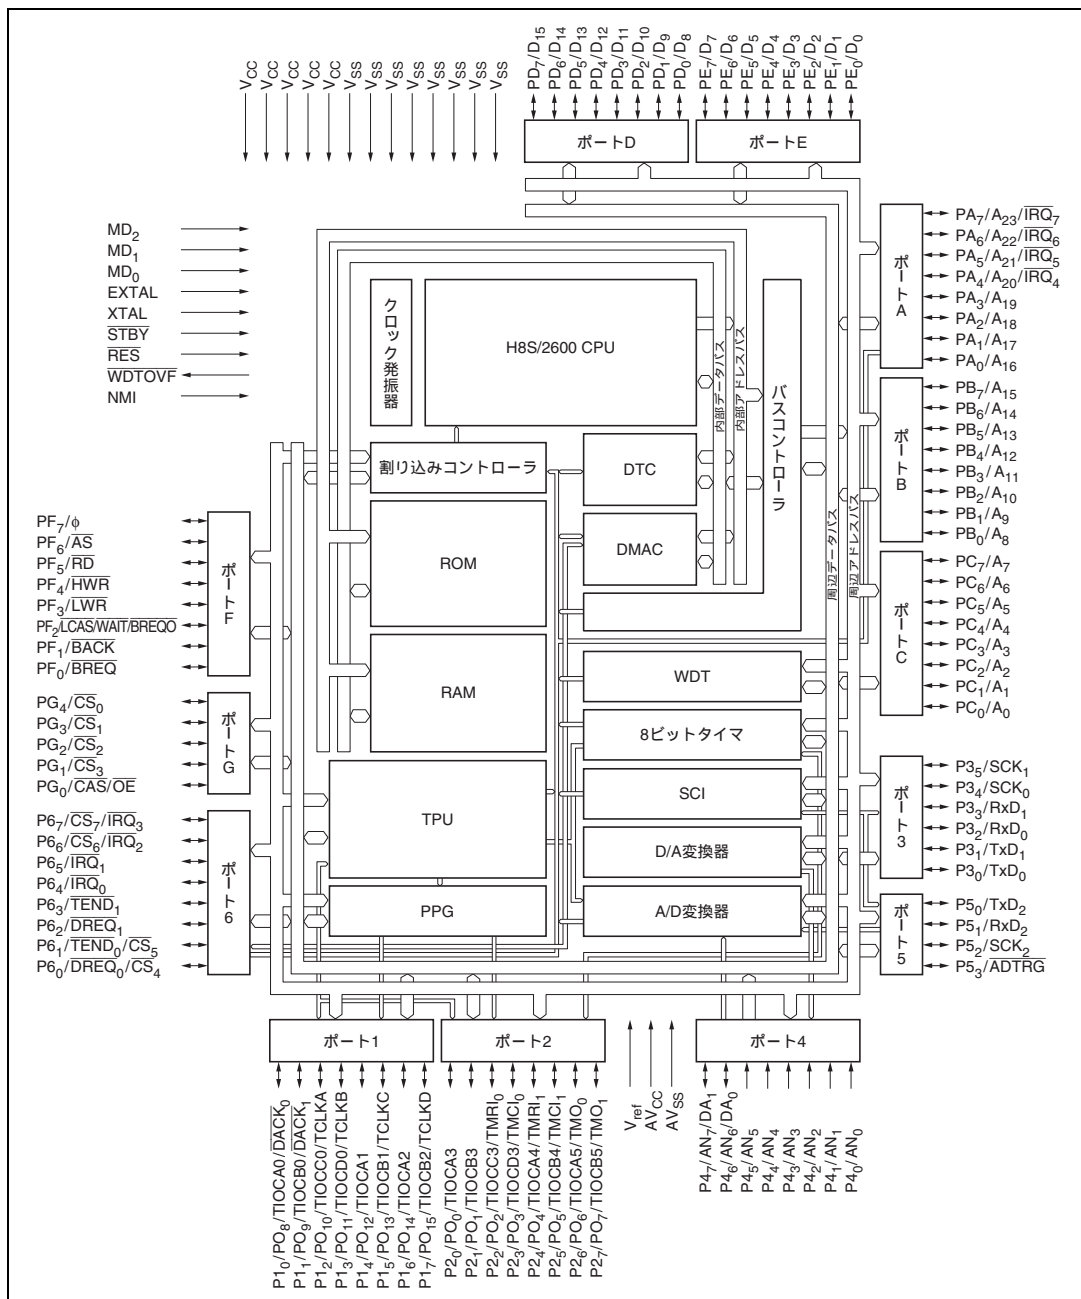 VCC
VCC
VCC
VCC
VCC
VSS
VSS
VSS
VSS
VSS
VSS
VSS
VSS
PD7/D15
PD6/D14
PD5/D13
PD4/D12
PD3/D11
PD2/D10
PD1/D9
PD0/D8
PE7/D7
PE6/D6
PE5/D5
PE4/D4
PE3/D3
PE2/D2
PE1/D1
PE0/D0
ポートD
ポートE
MD2
MD1
MD0
EXTAL
XTAL
STBY
RES
WDTOVF
NMI
クロック発振器
H8S/2600 CPU
内部データバス
内部アドレスバス
バスコントローラ
割り込みコントローラ
DTC
DMAC
ROM
RAM
周辺データバス
周辺アドレスバス
WDT
8ビットタイマ
SCI
D/A変換器
A/D変換器
TPU
PPG
ポートA
PA7/A23/IRQ7
PA6/A22/IRQ6
PA5/A21/IRQ5
PA4/A20/IRQ4
PA3/A19
PA2/A18
PA1/A17
PA0/A16
ポートB
PB7/A15
PB6/A14
PB5/A13
PB4/A12
PB3/A11
PB2/A10
PB1/A9
PB0/A8
ポートC
PC7/A7
PC6/A6
PC5/A5
PC4/A4
PC3/A3
PC2/A2
PC1/A1
PC0/A0
ポート3
P35/SCK1
P34/SCK0
P33/RxD1
P32/RxD0
P31/TxD1
P30/TxD0
ポート5
P50/TxD2
P51/RxD2
P52/SCK2
P53/ADTRG
PF7/φ
PF6/AS
PF5/RD
PF4/HWR
PF3/LWR
PF2/LCAS/WAIT/BREQO
PF1/BACK
PF0/BREQ
ポートF
PG4/CS0
PG3/CS1
PG2/CS2
PG1/CS3
PG0/CAS/OE
ポートG
P67/CS7/IRQ3
P66/CS6/IRQ2
P65/IRQ1
P64/IRQ0
P63/TEND1
P62/DREQ1
P61/TEND0/CS5
P60/DREQ0/CS4
ポート6
ポート1
ポート2
ポート4
P10/PO8/TIOCA0/DACK0
P11/PO9/TIOCB0/DACK1
P12/PO10/TIOCC0/TCLKA
P13/PO11/TIOCD0/TCLKB
P14/PO12/TIOCA1
P15/PO13/TIOCB1/TCLKC
P16/PO14/TIOCA2
P17/PO15/TIOCB2/TCLKD
P20/PO0/TIOCA3
P21/PO1/TIOCB3
P22/PO2/TIOCC3/TMRI0
P23/PO3/TIOCD3/TMCI0
P24/PO4/TIOCA4/TMRI1
P25/PO5/TIOCB4/TMCI1
P26/PO6/TIOCA5/TMO0
P27/PO7/TIOCB5/TMO1
Vref
AVCC
AVSS
P47/AN7/DA1
P46/AN6/DA0
P45/AN5
P44/AN4
P43/AN3
P42/AN2
P41/AN1
P40/AN0